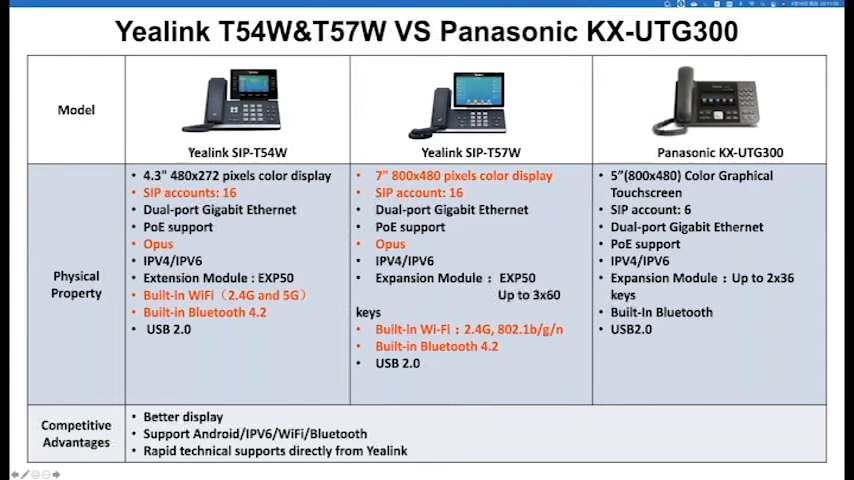 Yealink T54W&T57W VS Panasonic KX-UTG300
Model
Yealink SIP-T54W
Yealink SIP-T57W
Panasonic KX-UTG300
Physical
Property
• 4.3" 480x272 pixels color display
• SIP accounts: 16
• Dual-port Gigabit Ethernet
• PoE support
• Opus
• IPV4/IPV6
• Extension Module : EXP50
• Built-in WiFi（2.4G and 5G）
• Built-in Bluetooth 4.2
• USB 2.0
• 7" 800x480 pixels color display
• SIP account: 16
• Dual-port Gigabit Ethernet
• PoE support
• Opus
• IPV4/IPV6
• Expansion Module： EXP50
Up to 3x60
keys
• Built-in Wi-Fi：2.4G, 802.1b/g/n
• Built-in Bluetooth 4.2
• USB 2.0
• 5”(800x480) Color Graphical
Touchscreen
• SIP account: 6
• Dual-port Gigabit Ethernet
• PoE support
• IPV4/IPV6
• Expansion Module：Up to 2x36
keys
• Built-In Bluetooth
• USB2.0
Competitive
Advantages
• Better display
• Support Android/IPV6/WiFi/Bluetooth
• Rapid technical supports directly from Yealink